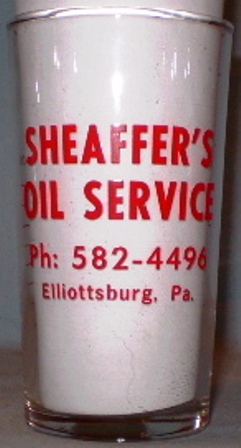 SHEAFFER'S
OIL SERVICE
Ph: 582-4496
Elliottsburg, Pa.